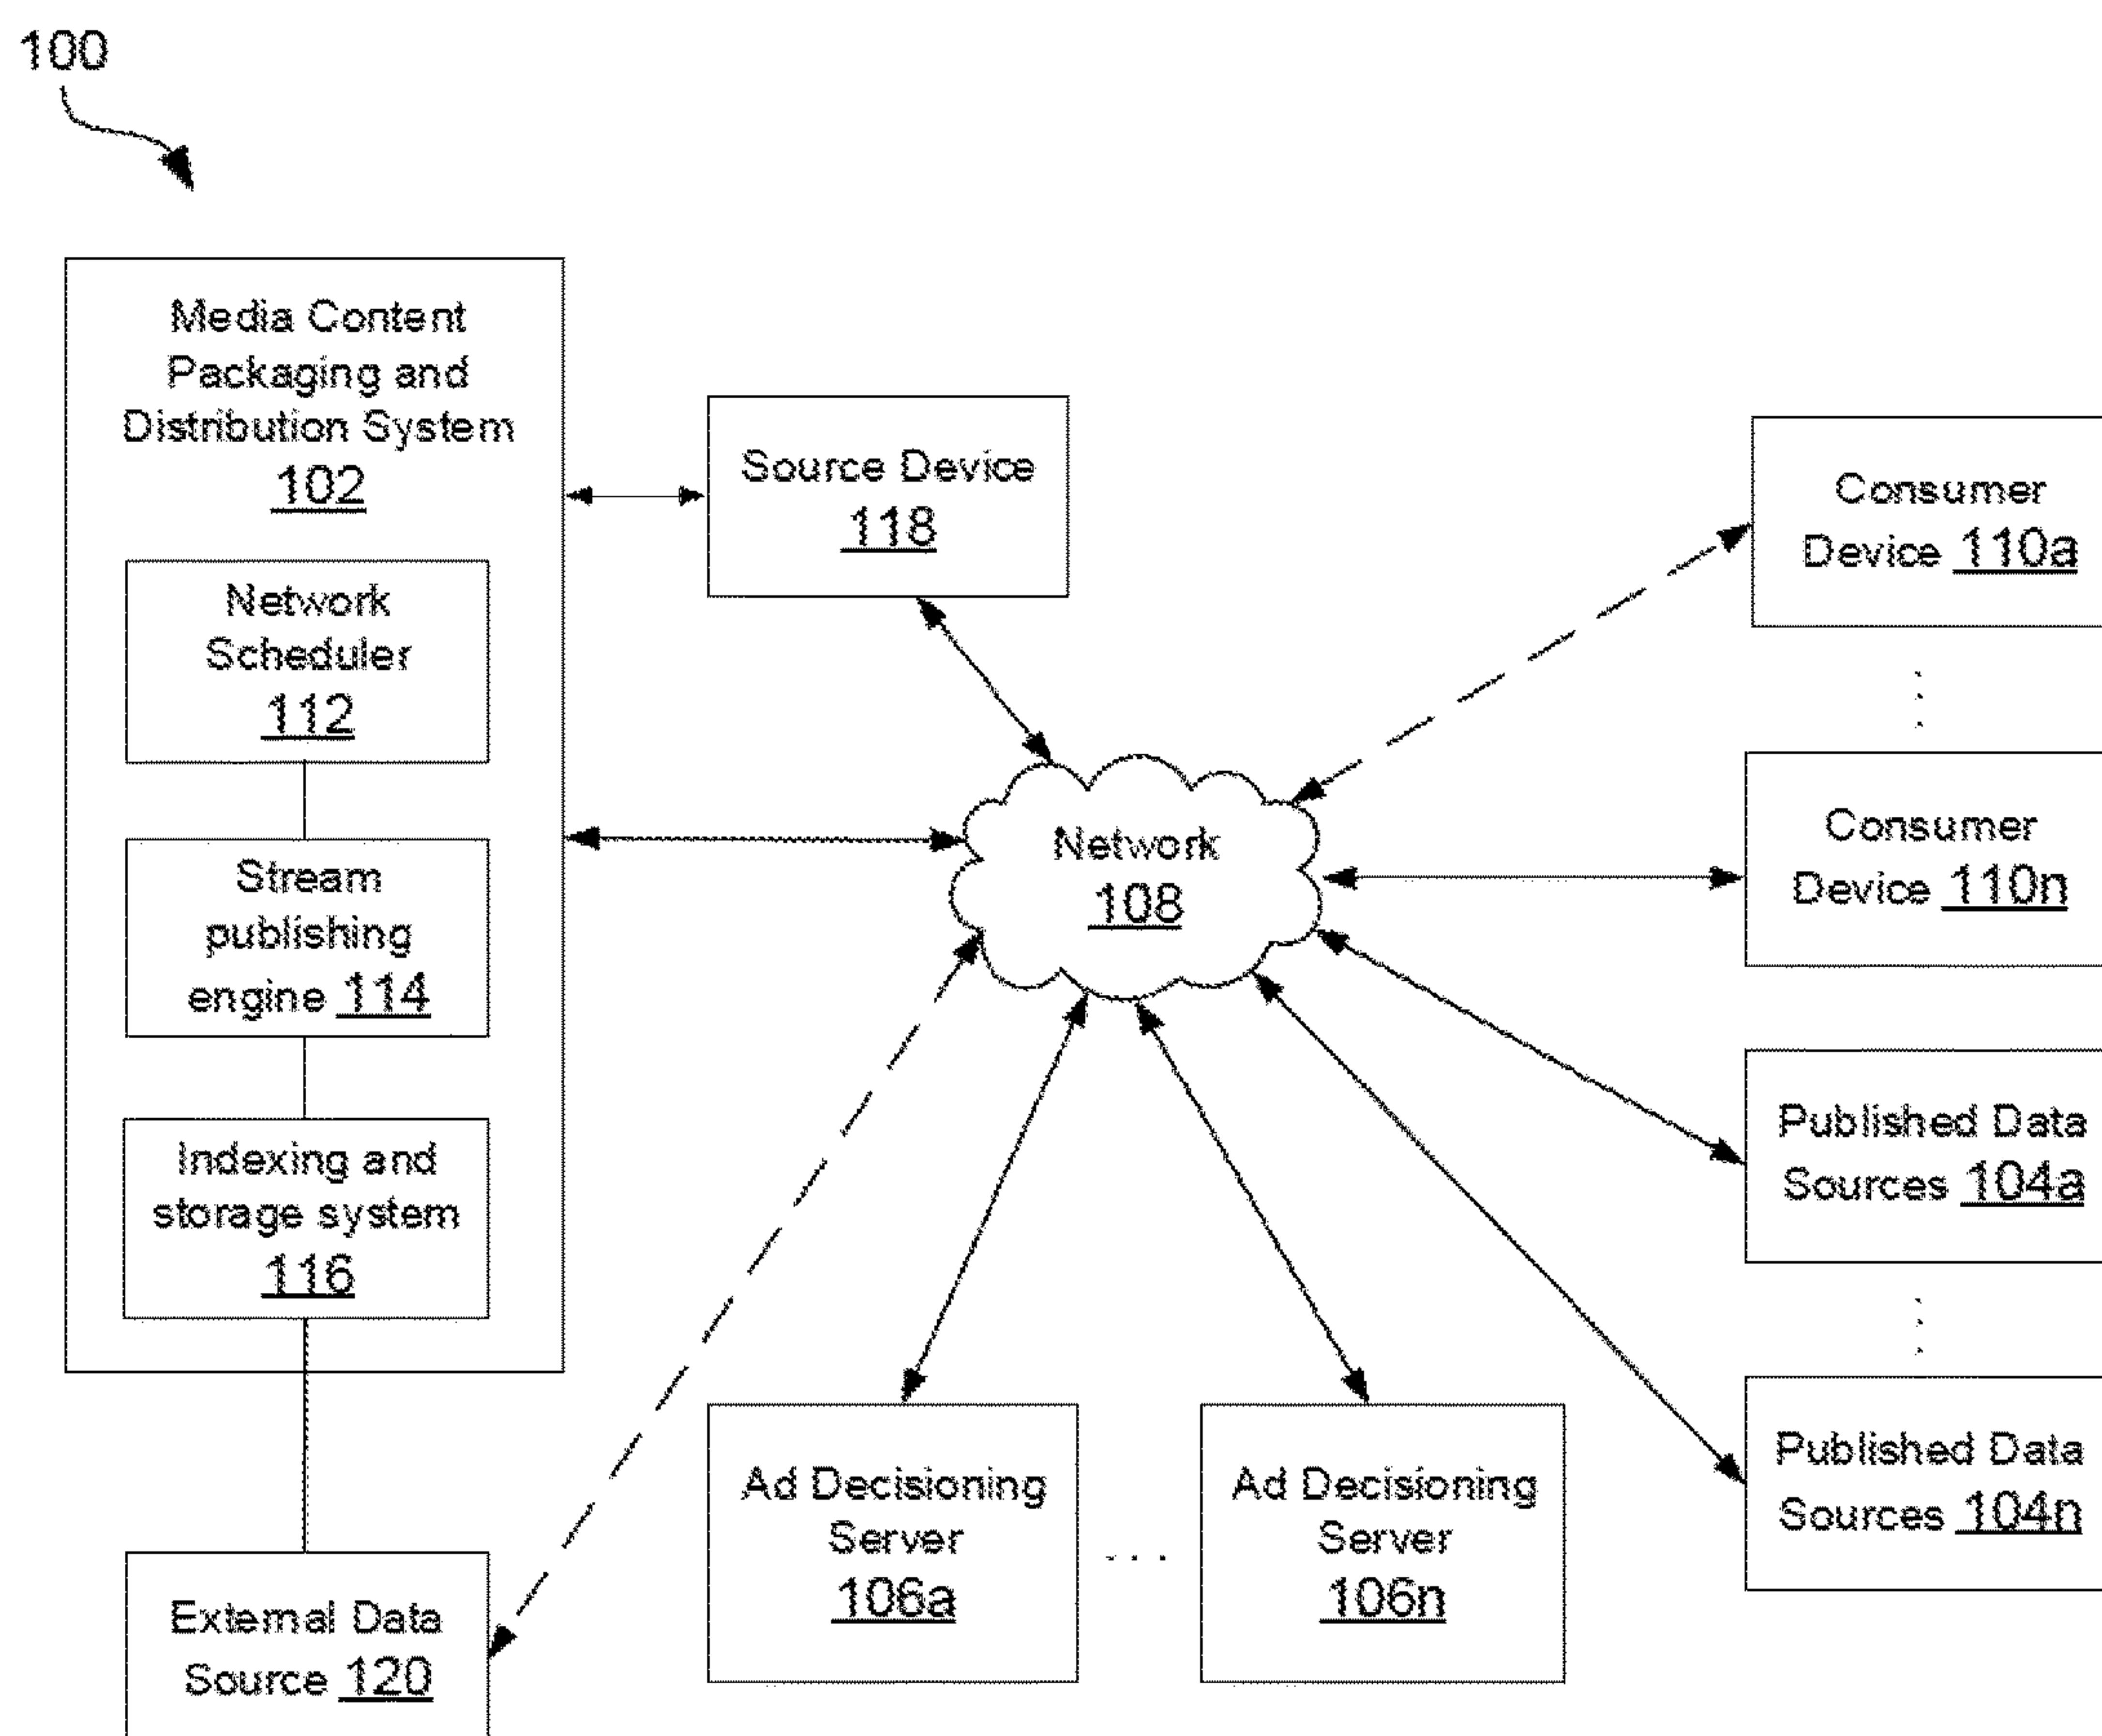 100
Media Content
Packaging and
Distribution System
102
Network
Scheduler
112
Stream
publishing
engine 114
Indexing and
storage system
116
External Data
Source 120
Source Device
118
Network
108
Ad Decisioning
Server
106a
. . .
Ad Decisioning
Server
106n
Consumer
Device 110a
Consumer
Device 110n
Published Data
Sources 104a
Published Data
Sources 104n